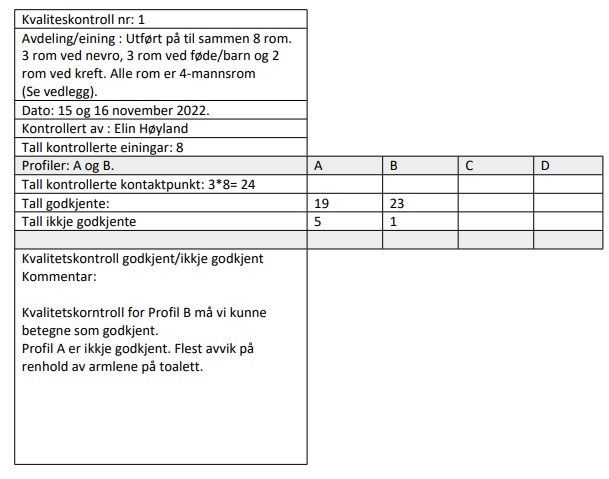 Kvaliteskontroll nr: 1
Avdeling/eining : Utført på til sammen 8 rom.
3 rom ved nevro, 3 rom ved føde/barn og 2
rom ved kreft. Alle rom er 4-mannsrom
(Se vedlegg).
Dato: 15 og 16 november 2022.
Kontrollert av : Elin Høyland
Tall kontrollerte einingar: 8
Profiler: A og B. A B C D
Tall kontrollerte kontaktpunkt: 3*8= 24
Tall godkjente: 19 23
Tall ikkje godkjente 5 1
Kvalitetskontroll godkjent/ikkje godkjent
Kommentar:
Kvalitetskorntroll for Profil B må vi kunne
betegne som godkjent.
Profil A er ikkje godkjent. Flest avvik på
renhold av armlene på toalett.